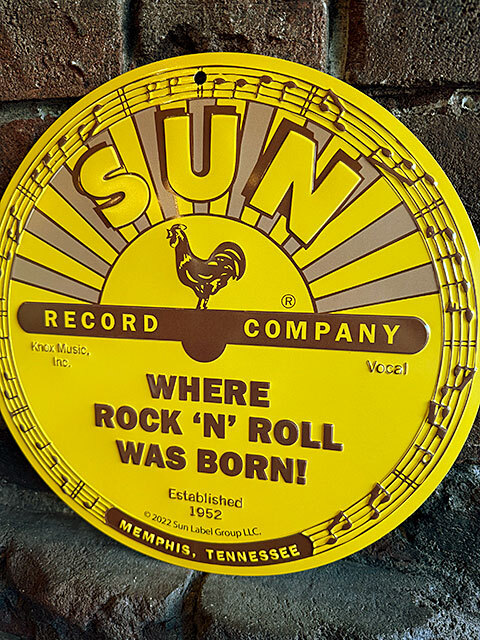 SUN
®
RECORD COMPANY
Knox Music,
Inc.
Vocal
WHERE
ROCK 'N' ROLL
WAS BORN!
Established
1952
© 2022 Sun Label Group LLC.
MEMPHIS, TENNESSEE